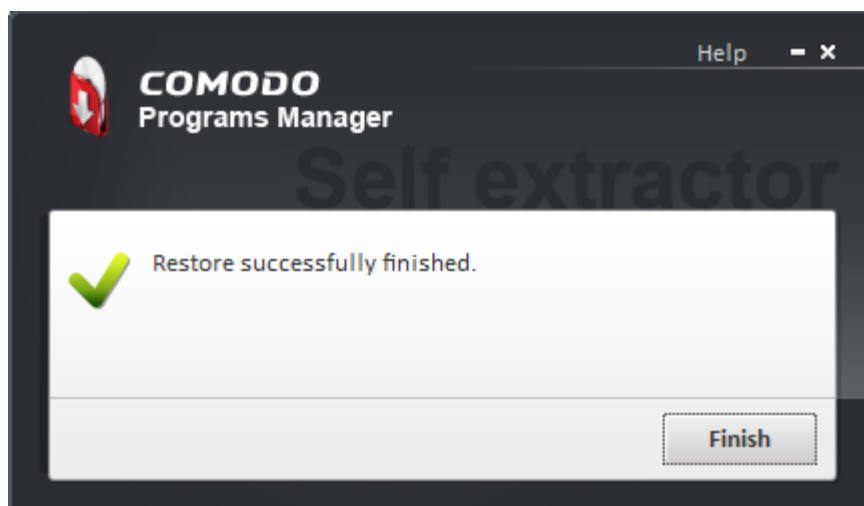 Help
COMODO
Programs Manager
Self extractor
Restore successfully finished.
Finish